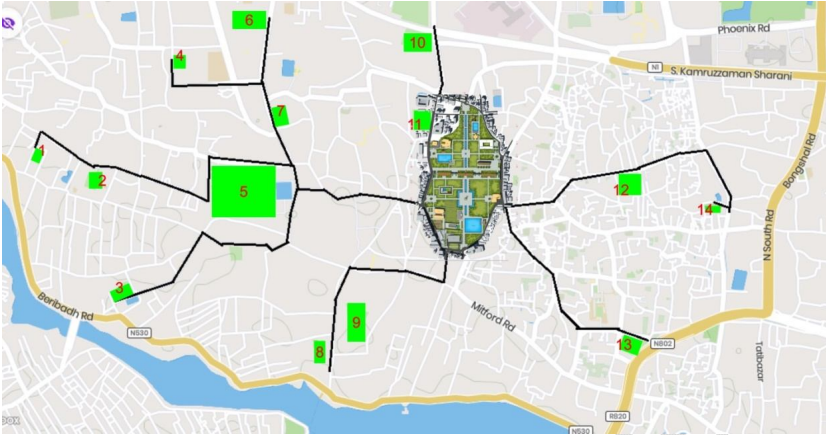 6
Phoenix Rd
10
4
N1
S. Kamruzzaman Sharani
7
11
1
Bongshal Rd
2
5
12
14
N South Rd
3
Beribadh Rd
9
Mitford Rd
N530
13
N802
8
Tatibazar
R820
N530
box